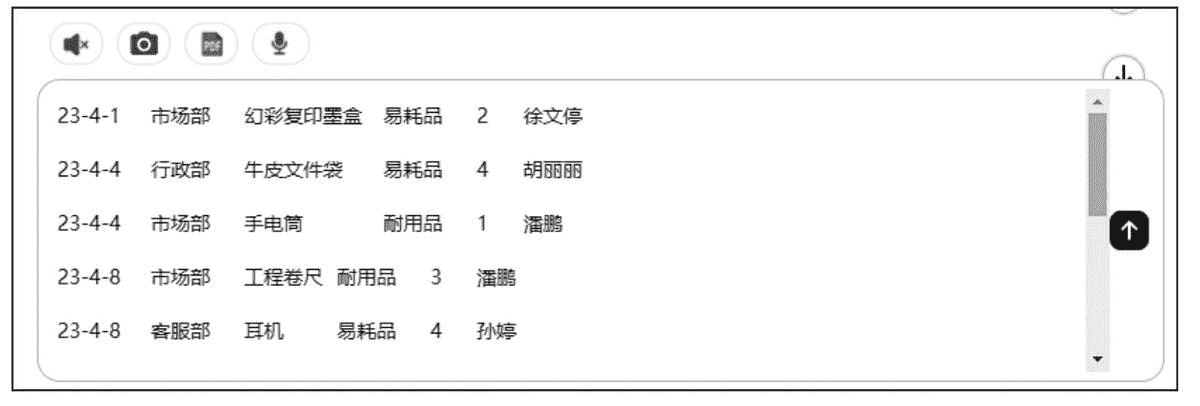 PDF
23-4-1 市场部 幻彩复印墨盒 易耗品 2 徐文停
23-4-4 行政部 牛皮文件袋 易耗品 4 胡丽丽
23-4-4 市场部 手电筒 耐用品 1 潘鹏
23-4-8 市场部 工程卷尺 耐用品 3 潘鹏
23-4-8 客服部 耳机 易耗品 4 孙婷